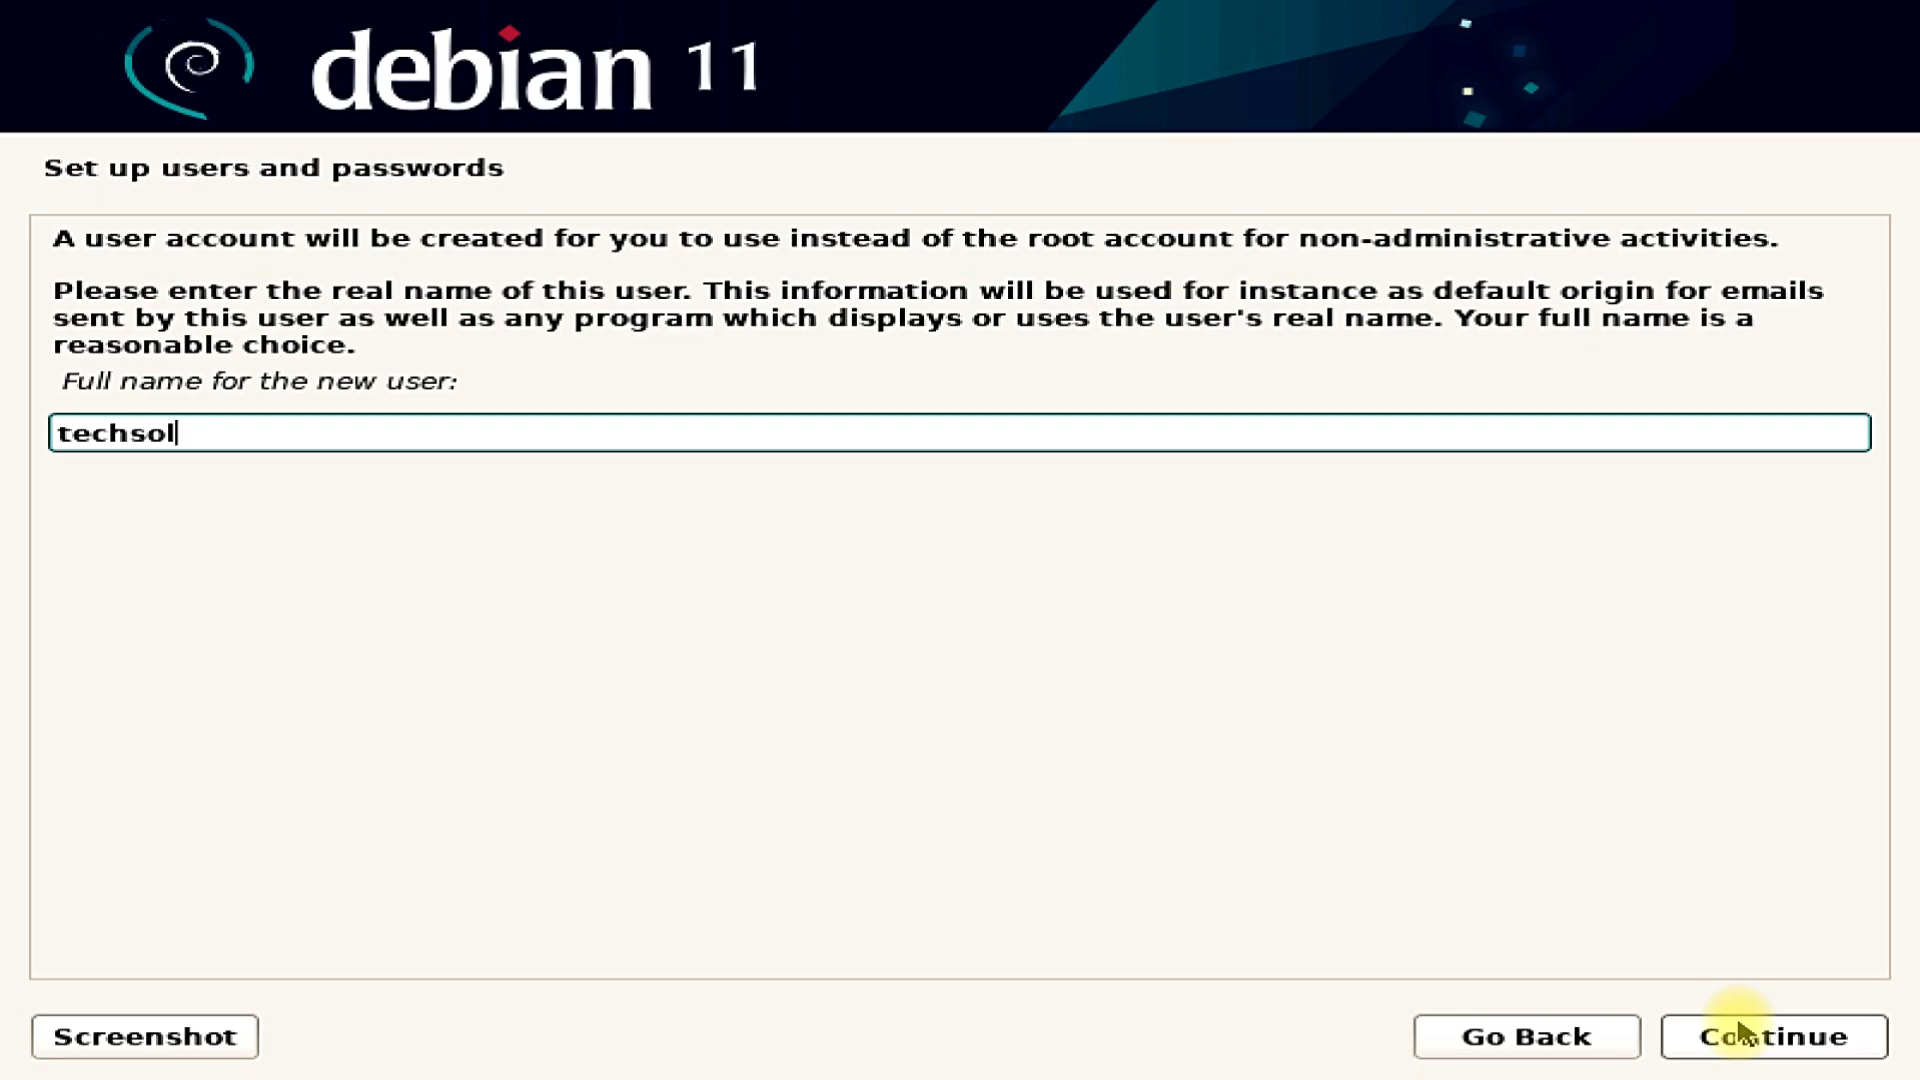 debian 11
Set up users and passwords
A user account will be created for you to use instead of the root account for non-administrative activities.
Please enter the real name of this user. This information will be used for instance as default origin for emails
sent by this user as well as any program which displays or uses the user's real name. Your full name is a
reasonable choice.
Full name for the new user:
techsol
Screenshot
Go Back
Continue